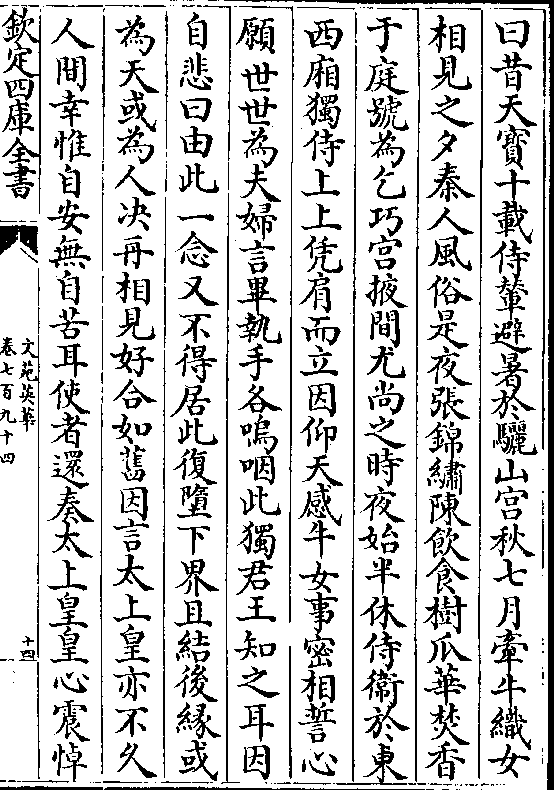 曰昔天寳十載侍輦避暑於驪山宫秋七月牽牛織女
相見之夕秦人風俗是夜張錦繡陳飲食樹瓜華焚香
于庭號為乞巧宫掖間尤尚之時夜始半休侍衞於東
西廂獨侍上上凭肩而立因仰天感牛女事密相誓心
願世世為夫婦言畢執手各嗚咽此獨君王知之耳因
自悲曰由此一念又不得居此復墮下界且結後縁或
為天或為人决再相見好合如舊因言太上皇亦不久
人間幸惟自安無自苦耳使者還奏太上皇皇心震悼
欽定四庫全書
文苑英華
卷七百九十四
十四